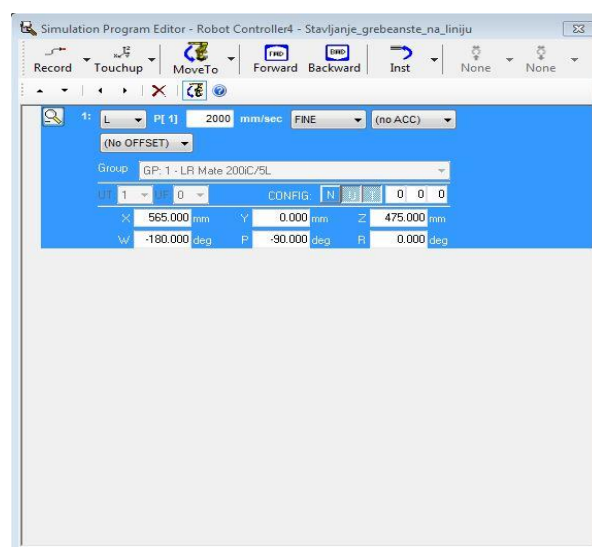 Simulation Program Editor - Robot Controller4 - Stavljanje_grebeanste_na_liniju
Record Touchup MoveTo FWD Forward BWD Backward Inst None None
1: L P[ 1] 2000 mm/sec FINE (no ACC)
(No OFFSET)
Group GP: 1 - LR Mate 200iC/5L
UT 1 UF 0 CONFIG: N U T 0 0 0
X 565.000 mm Y 0.000 mm Z 475.000 mm
W -180.000 deg P -90.000 deg R 0.000 deg